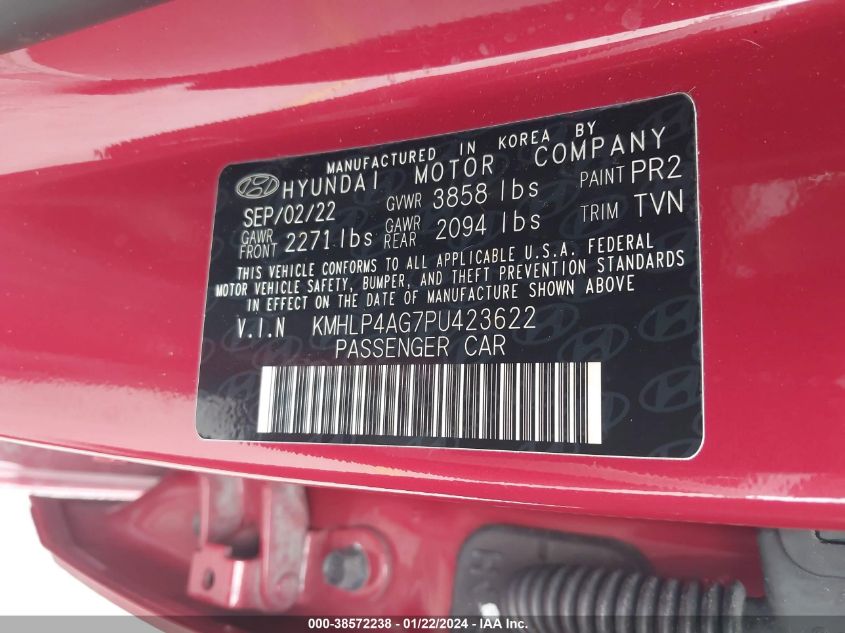 MANUFACTURED IN KOREA BY
HYUNDAI MOTOR COMPANY
SEP/02/22 GVWR 3858 lbs PAINT PR2
GAWR FRONT 2271 lbs GAWR REAR 2094 lbs TRIM TVN
THIS VEHICLE CONFORMS TO ALL APPLICABLE U.S.A. FEDERAL
MOTOR VEHICLE SAFETY, BUMPER, AND THEFT PREVENTION STANDARDS
IN EFFECT ON THE DATE OF MANUFACTURE SHOWN ABOVE
V.I.N KMHLP4AG7PU423622
PASSENGER CAR
000-38572238 - 01/22/2024 - IAA Inc.